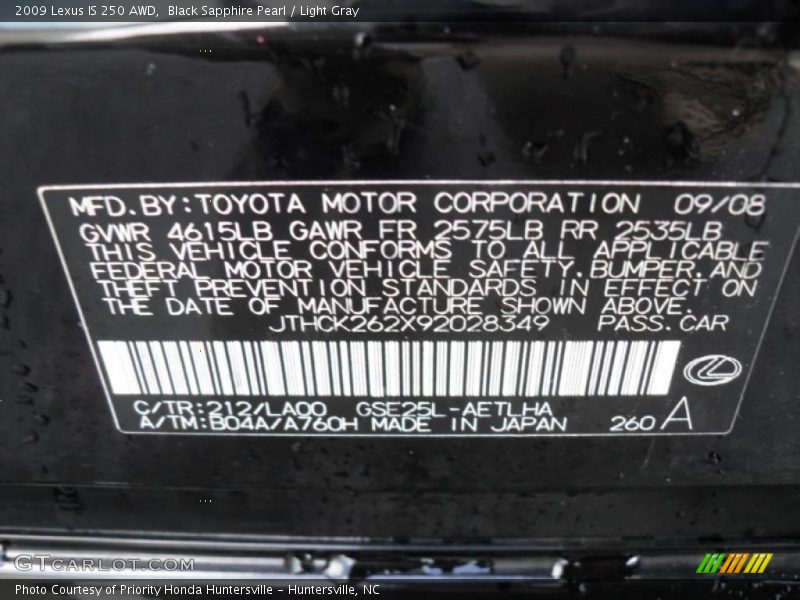 2009 Lexus IS 250 AWD,  Black Sapphire Pearl / Light Gray
MFD.BY:TOYOTA MOTOR CORPORATION 09/08
GVWR 4615LB GAWR FR 2575LB RR 2535LB
THIS VEHICLE CONFORMS TO ALL APPLICABLE
FEDERAL MOTOR VEHICLE SAFETY,BUMPER,AND
THEFT PREVENTION STANDARDS IN EFFECT ON
THE DATE OF MANUFACTURE SHOWN ABOVE.
JTHCK262X92028349 PASS.CAR
C/TR:212/LA00 GSE25L-AETLHA
A/TM:B04A/A760H MADE IN JAPAN 260 A
GTcarlot.com
Photo Courtesy of Priority Honda Huntersville - Huntersville, NC